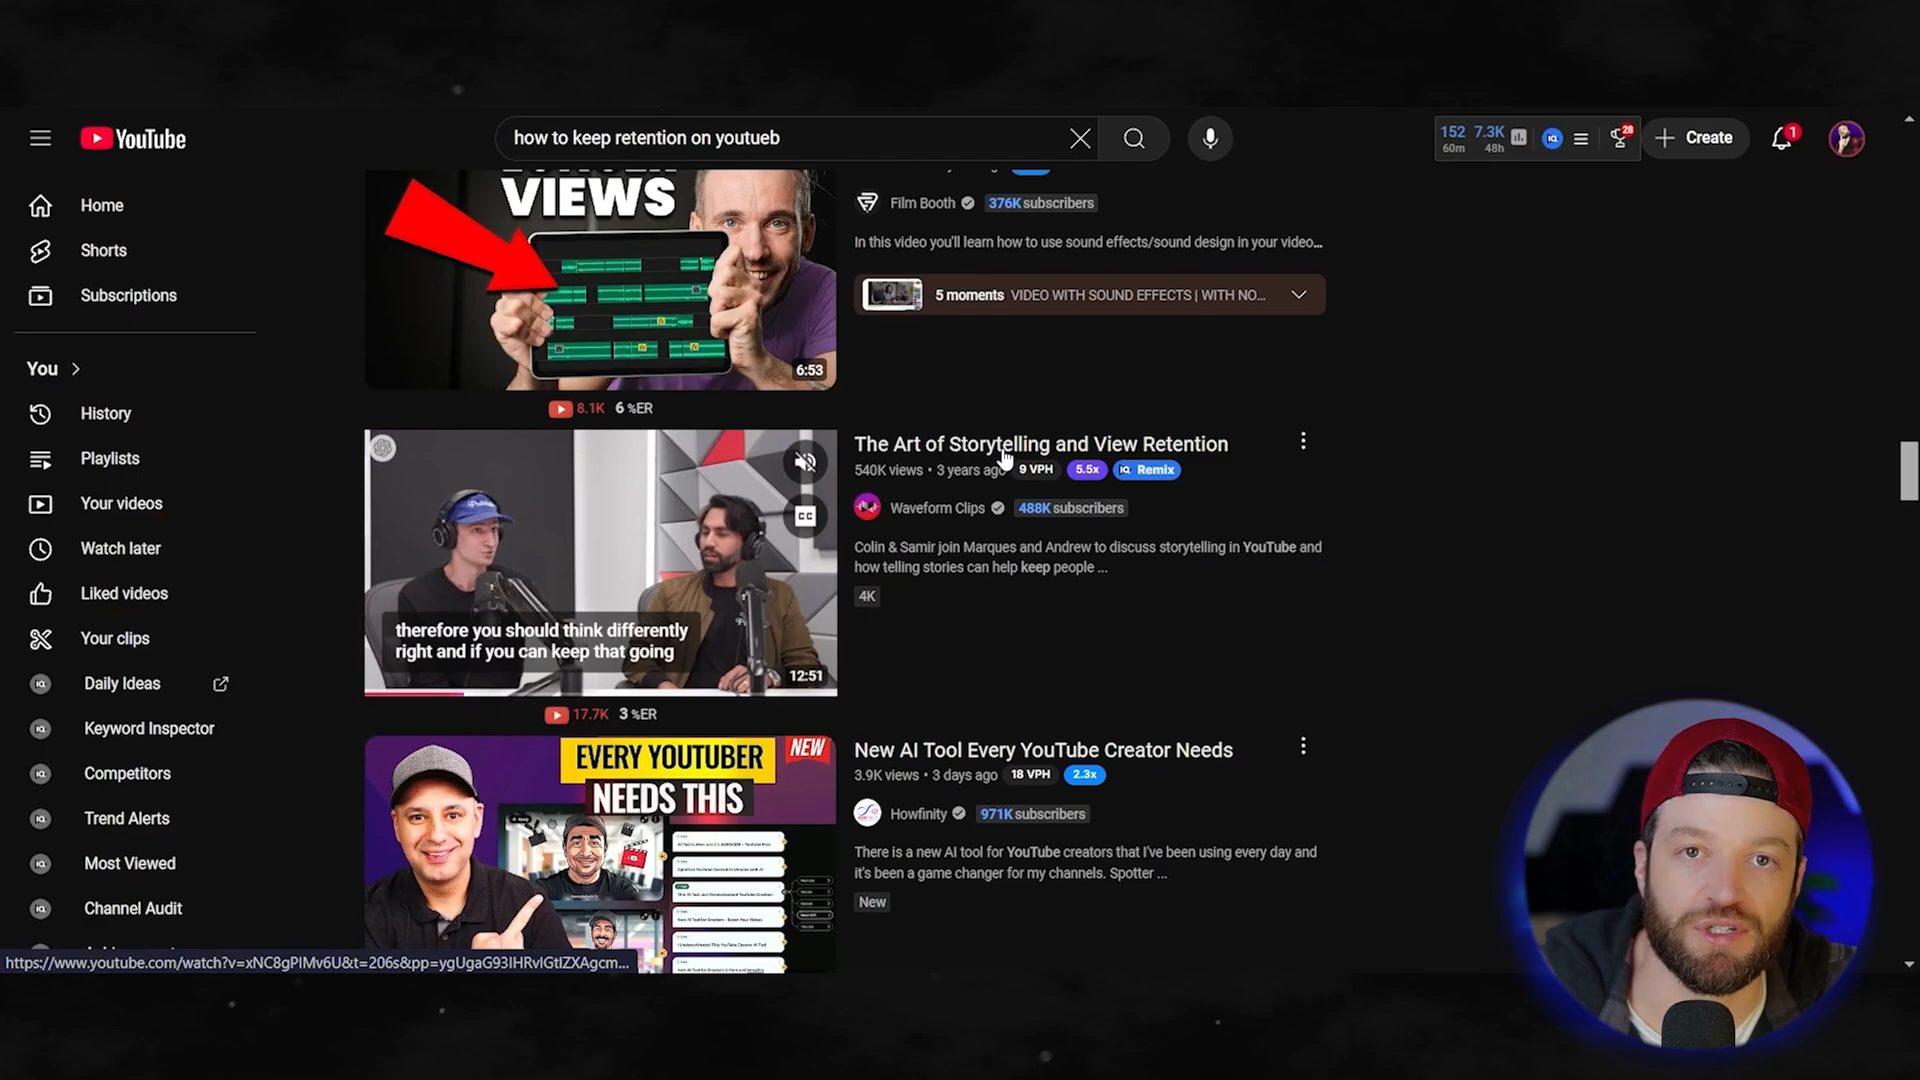 YouTube
how to keep retention on youtueb
152 7.3K
60m 48h
28
Create
1
Home
Shorts
Subscriptions
You
History
Playlists
Your videos
Watch later
Liked videos
Your clips
Daily Ideas
Keyword Inspector
Competitors
Trend Alerts
Most Viewed
Channel Audit
VIEWS
6:53
8.1K 6 %ER
Film Booth 376K subscribers
In this video you'll learn how to use sound effects/sound design in your video...
5 moments VIDEO WITH SOUND EFFECTS | WITH NO...
CC
therefore you should think differently
right and if you can keep that going
12:51
17.7K 3 %ER
The Art of Storytelling and View Retention
540K views • 3 years ago 9 VPH 5.5x IQ Remix
Waveform Clips 488K subscribers
Colin & Samir join Marques and Andrew to discuss storytelling in YouTube and
how telling stories can help keep people ...
4K
EVERY YOUTUBER
NEEDS THIS
NEW
New AI Tool Every YouTube Creator Needs
3.9K views • 3 days ago 18 VPH 2.3x
Howfinity 971K subscribers
There is a new AI tool for YouTube creators that I've been using every day and
it's been a game changer for my channels. Spotter ...
New
https://www.youtube.com/watch?v=xNC8gPIMv6U&t=206s&pp=ygUgaG93IHRvIGtlZXAgcm...